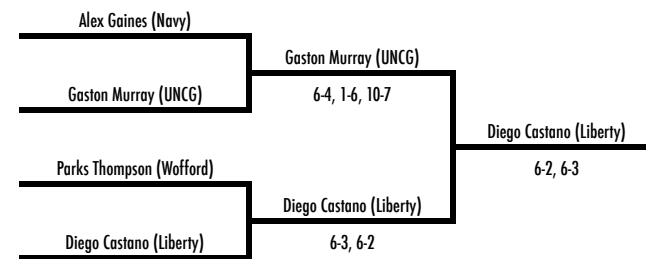 Alex Gaines (Navy)
Gaston Murray (UNCG)
Gaston Murray (UNCG)
6-4, 1-6, 10-7
Diego Castano (Liberty)
6-2, 6-3
Parks Thompson (Wofford)
Diego Castano (Liberty)
Diego Castano (Liberty)
6-3, 6-2